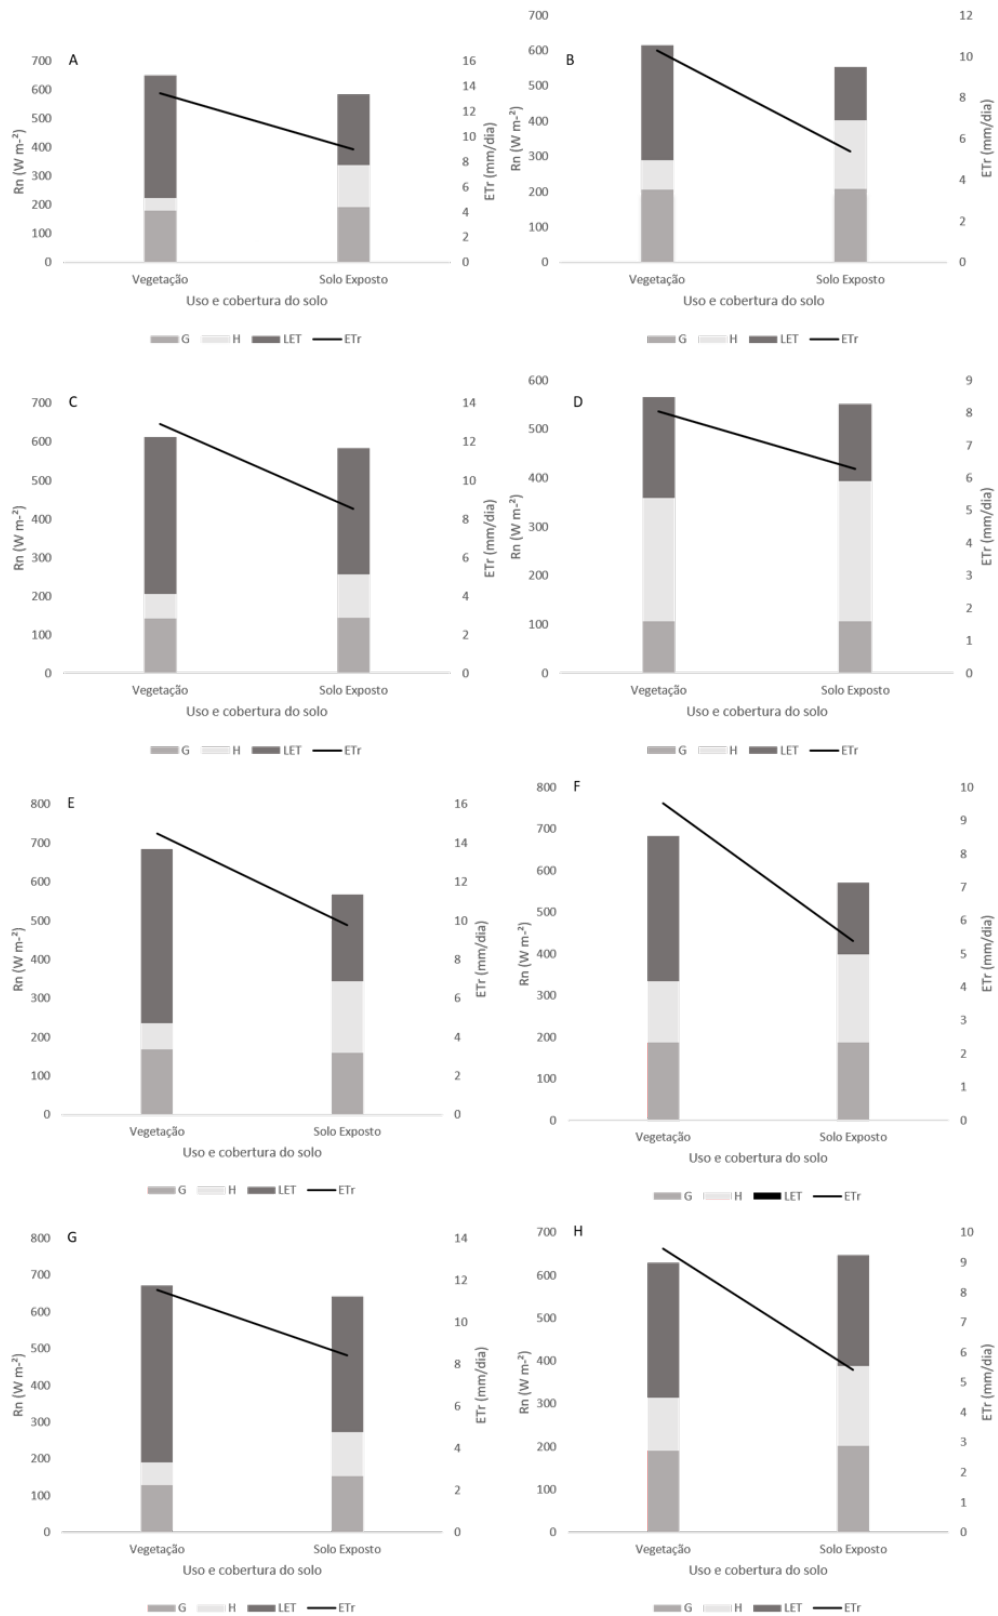 A
700
600
500
400
300
200
100
0
Rn (W m-²)
16
14
12
10
8
6
4
2
0
ETr (mm/dia)
Vegetação Solo Exposto
Uso e cobertura do solo
G H LET ETr
B
700
600
500
400
300
200
100
0
Rn (W m-²)
12
10
8
6
4
2
0
ETr (mm/dia)
Vegetação Solo Exposto
Uso e cobertura do solo
G H LET ETr
C
700
600
500
400
300
200
100
0
Rn (W m-²)
14
12
10
8
6
4
2
0
ETr (mm/dia)
Vegetação Solo Exposto
Uso e cobertura do solo
G H LET ETr
D
600
500
400
300
200
100
0
Rn (W m-²)
9
8
7
6
5
4
3
2
1
0
ETr (mm/dia)
Vegetação Solo Exposto
Uso e cobertura do solo
G H LET ETr
E
800
700
600
500
400
300
200
100
0
Rn (W m-²)
16
14
12
10
8
6
4
2
0
ETr (mm/dia)
Vegetação Solo Exposto
Uso e cobertura do solo
G H LET ETr
F
800
700
600
500
400
300
200
100
0
Rn (W m-²)
10
9
8
7
6
5
4
3
2
1
0
ETr (mm/dia)
Vegetação Solo Exposto
Uso e cobertura do solo
G H LET ETr
G
800
700
600
500
400
300
200
100
0
Rn (W m-²)
14
12
10
8
6
4
2
0
ETr (mm/dia)
Vegetação Solo Exposto
Uso e cobertura do solo
G H LET ETr
H
700
600
500
400
300
200
100
0
Rn (W m-²)
10
9
8
7
6
5
4
3
2
1
0
ETr (mm/dia)
Vegetação Solo Exposto
Uso e cobertura do solo
G H LET ETr